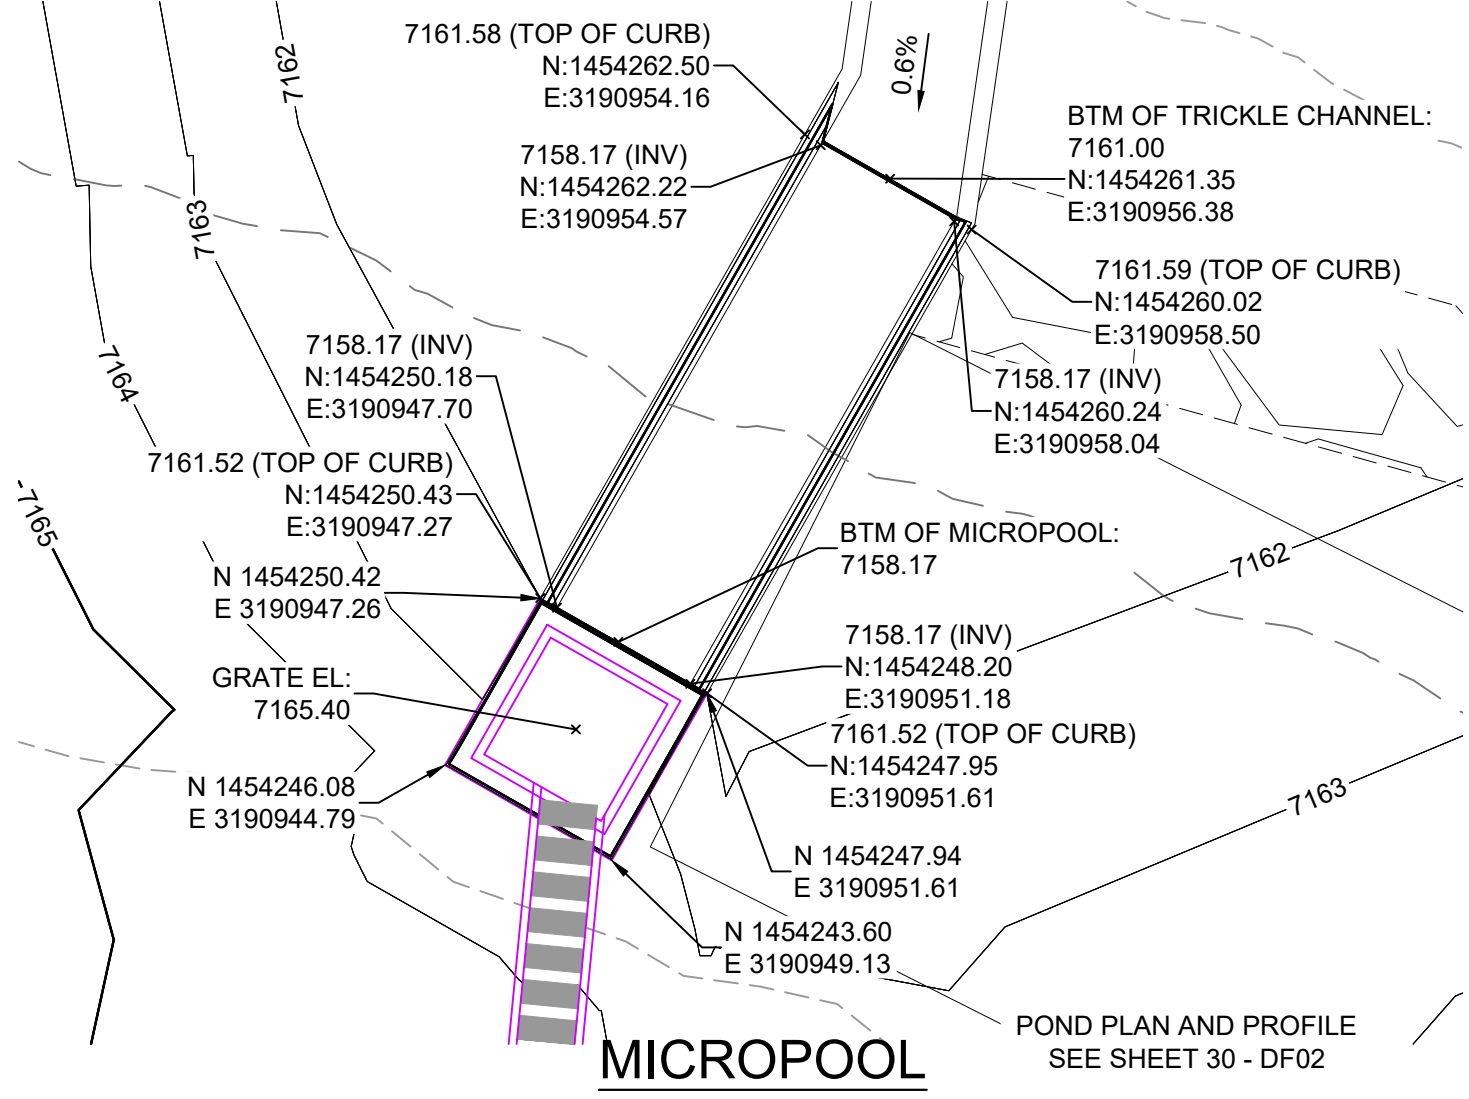 7161.58 (TOP OF CURB)
N:1454262.50
E:3190954.16
7162
0.6%
BTM OF TRICKLE CHANNEL:
7161.00
N:1454261.35
E:3190956.38
7158.17 (INV)
N:1454262.22
E:3190954.57
7163
7161.59 (TOP OF CURB)
N:1454260.02
E:3190958.50
7158.17 (INV)
N:1454250.18
E:3190947.70
7164
7158.17 (INV)
N:1454260.24
E:3190958.04
7161.52 (TOP OF CURB)
N:1454250.43
E:3190947.27
7165
BTM OF MICROPOOL:
7158.17
7162
N 1454250.42
E 3190947.26
7158.17 (INV)
N:1454248.20
E:3190951.18
GRATE EL:
7165.40
7161.52 (TOP OF CURB)
N:1454247.95
E:3190951.61
N 1454246.08
E 3190944.79
7163
N 1454247.94
E 3190951.61
N 1454243.60
E 3190949.13
POND PLAN AND PROFILE
SEE SHEET 30 - DF02
MICROPOOL